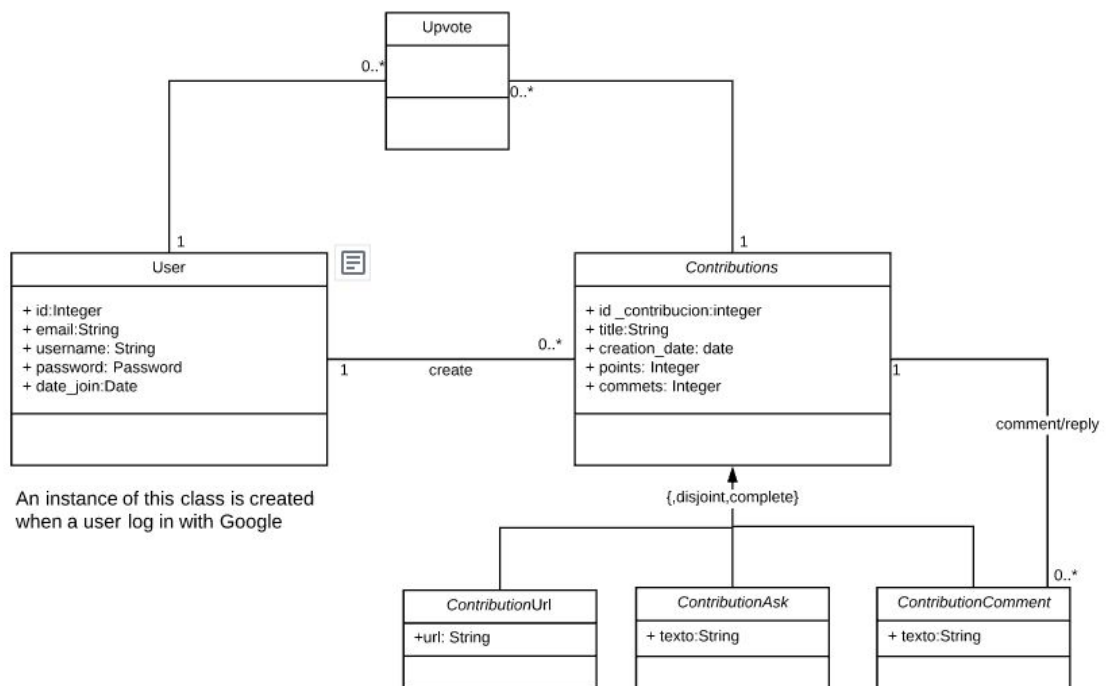 Upvote
0..*
0..*
1
1
User
+ id:Integer
+ email:String
+ username: String
+ password: Password
+ date_join:Date
Contributions
+ id _contribucion:integer
+ title:String
+ creation_date: date
+ points: Integer
+ commets: Integer
1
create
0..*
1
comment/reply
0..*
An instance of this class is created
when a user log in with Google
{,disjoint,complete}
ContributionUrl
+url: String
ContributionAsk
+ texto:String
ContributionComment
+ texto:String